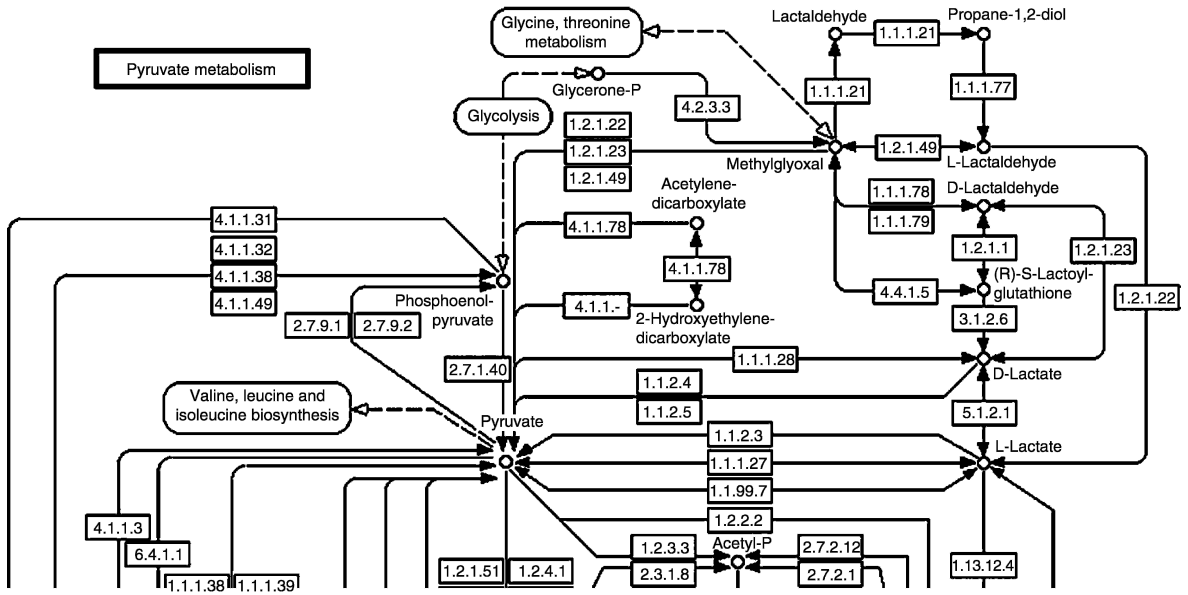 Pyruvate metabolism
Glycine, threonine
metabolism
Lactaldehyde
Propane-1,2-diol
1.1.1.21
1.1.1.21
1.1.1.77
Glycerone-P
4.2.3.3
Glycolysis
1.2.1.22
1.2.1.23
1.2.1.49
Methylglyoxal
1.2.1.49
L-Lactaldehyde
Acetylene-
dicarboxylate
1.1.1.78
1.1.1.79
D-Lactaldehyde
4.1.1.31
4.1.1.32
4.1.1.38
4.1.1.49
4.1.1.78
4.1.1.78
1.2.1.1
1.2.1.23
Phosphoenol-
pyruvate
4.1.1.-
2-Hydroxyethylene-
dicarboxylate
4.4.1.5
(R)-S-Lactoyl-
glutathione
1.2.1.22
2.7.9.1
2.7.9.2
3.1.2.6
2.7.1.40
1.1.1.28
D-Lactate
1.1.2.4
1.1.2.5
Valine, leucine and
isoleucine biosynthesis
Pyruvate
5.1.2.1
1.1.2.3
L-Lactate
1.1.1.27
1.1.99.7
4.1.1.3
6.4.1.1
1.2.2.2
1.2.3.3
Acetyl-P
2.7.2.12
1.1.1.38
1.1.1.39
1.2.1.51
1.2.4.1
2.3.1.8
2.7.2.1
1.13.12.4